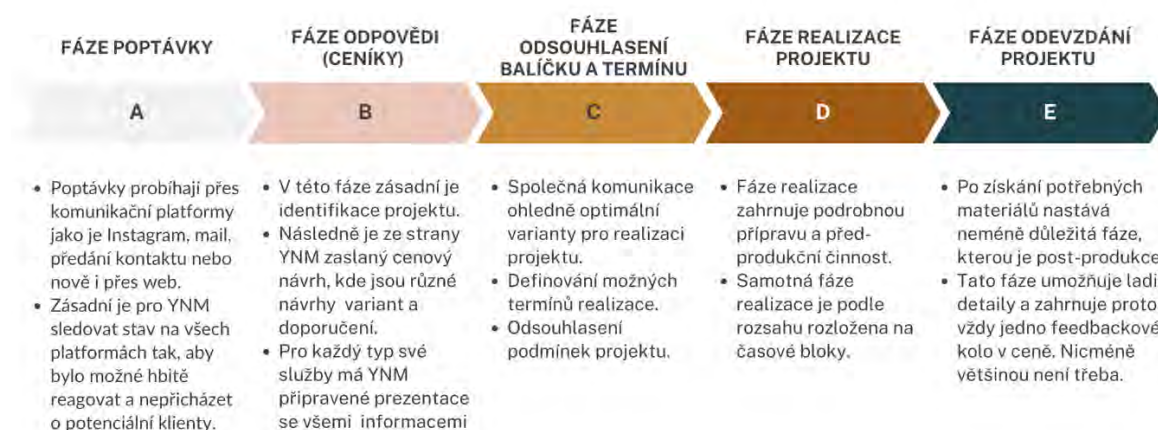 FÁZE POPTÁVKY
A
• Poptávky probíhají přes
komunikační platformy
jako je Instagram, mail,
předání kontaktu nebo
nově i přes web.
• Zásadní je pro YNM
sledovat stav na všech
platformách tak, aby
bylo možné hbitě
reagovat a nepřicházet
o potenciální klienty.
FÁZE ODPOVĚDI
(CENÍKY)
B
• V této fáze zásadní je
identifikace projektu.
• Následně je ze strany
YNM zaslaný cenový
návrh, kde jsou různé
návrhy variant a
doporučení.
• Pro každý typ své
služby má YNM
připravené prezentace
se všemi informacemi
FÁZE
ODSOUHLASENÍ
BALÍČKU A TERMÍNU
C
• Společná komunikace
ohledně optimální
varianty pro realizaci
projektu.
• Definování možných
termínů realizace.
• Odsouhlasení
podmínek projektu.
FÁZE REALIZACE
PROJEKTU
D
• Fáze realizace
zahrnuje podrobnou
přípravu a před-
produkční činnost.
• Samotná fáze
realizace je podle
rozsahu rozložena na
časové bloky.
FÁZE ODEVZDÁNÍ
PROJEKTU
E
• Po získání potřebných
materiálů nastává
neméně důležitá fáze,
kterou je post-produkce
• Tato fáze umožňuje ladi
detaily a zahrnuje proto
vždy jedno feedbackové
kolo v ceně. Nicméně
většinou není třeba.